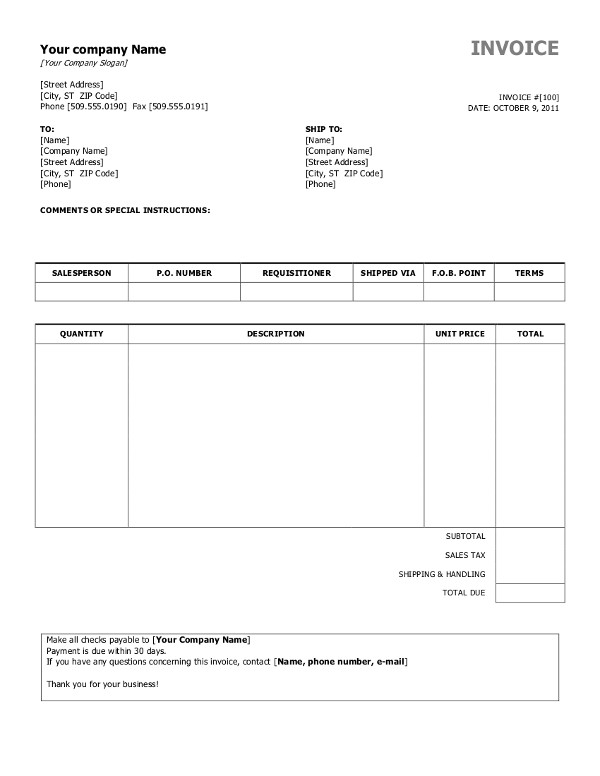 Your company Name
INVOICE
[Your Company Slogan]
[Street Address]
[City, ST  ZIP Code]
INVOICE #[100]
Phone [509.555.0190]  Fax [509.555.0191]
DATE: OCTOBER 9, 2011
TO:
[Name]
[Company Name]
[Street Address]
[City, ST  ZIP Code]
[Phone]
SHIP TO:
[Name]
[Company Name]
[Street Address]
[City, ST  ZIP Code]
[Phone]
COMMENTS OR SPECIAL INSTRUCTIONS:
SALESPERSON P.O. NUMBER REQUISITIONER SHIPPED VIA F.O.B. POINT TERMS
QUANTITY DESCRIPTION UNIT PRICE TOTAL
SUBTOTAL
SALES TAX
SHIPPING & HANDLING
TOTAL DUE
Make all checks payable to [Your Company Name]
Payment is due within 30 days.
If you have any questions concerning this invoice, contact [Name, phone number, e-mail]
Thank you for your business!